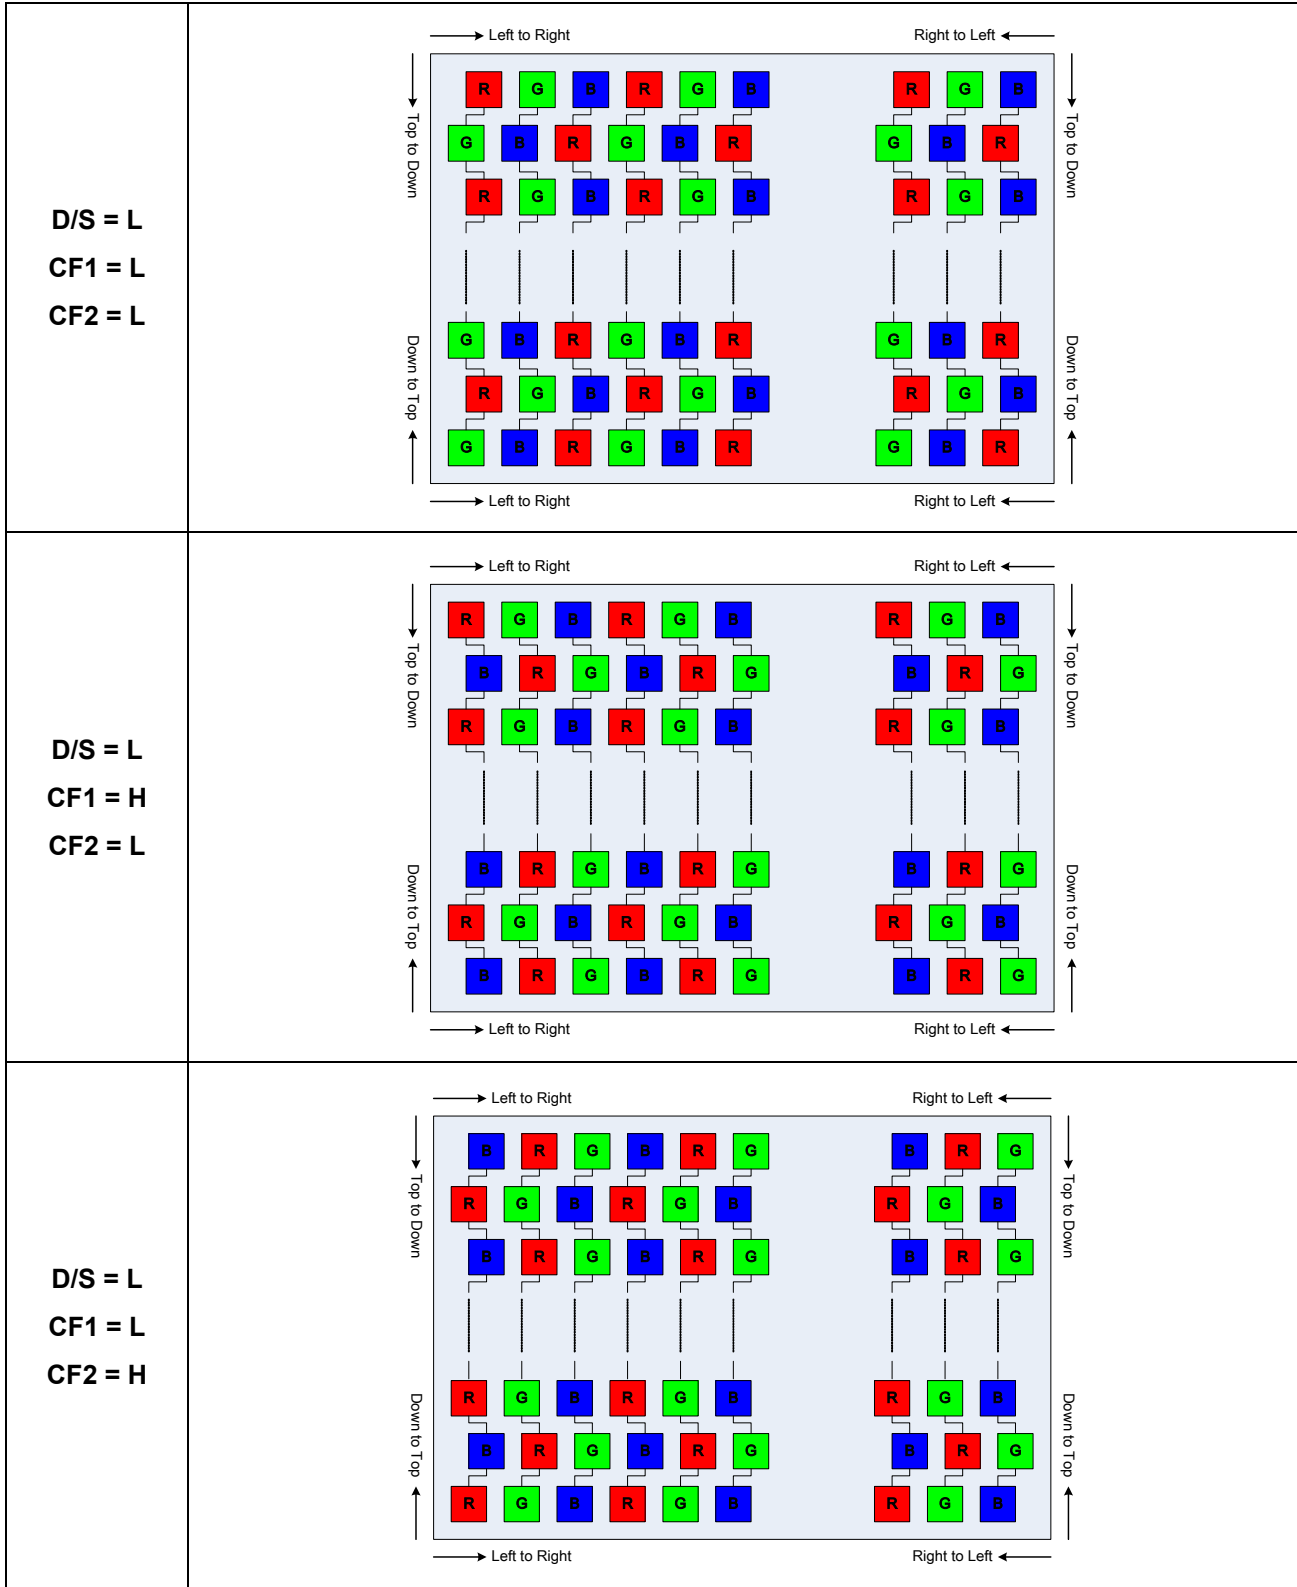 Left to Right Right to Left
Top to Down Top to Down
R G B R G B R G B
G B R G B R G B R
R G B R G B R G B
D/S = L
CF1 = L
CF2 = L
Down to Top Down to Top
G B R G B R G B R
R G B R G B R G B
G B R G B R G B R
Left to Right Right to Left
Left to Right Right to Left
Top to Down Top to Down
R G B R G B R G B
B R G B R G B R G
R G B R G B R G B
D/S = L
CF1 = H
CF2 = L
Down to Top Down to Top
B R G B R G B R G
R G B R G B R G B
B R G B R G B R G
Left to Right Right to Left
Left to Right Right to Left
Top to Down Top to Down
B R G B R G B R G
R G B R G B R G B
B R G B R G B R G
D/S = L
CF1 = L
CF2 = H
Down to Top Down to Top
R G B R G B R G B
B R G B R G B R G
R G B R G B R G B
Left to Right Right to Left